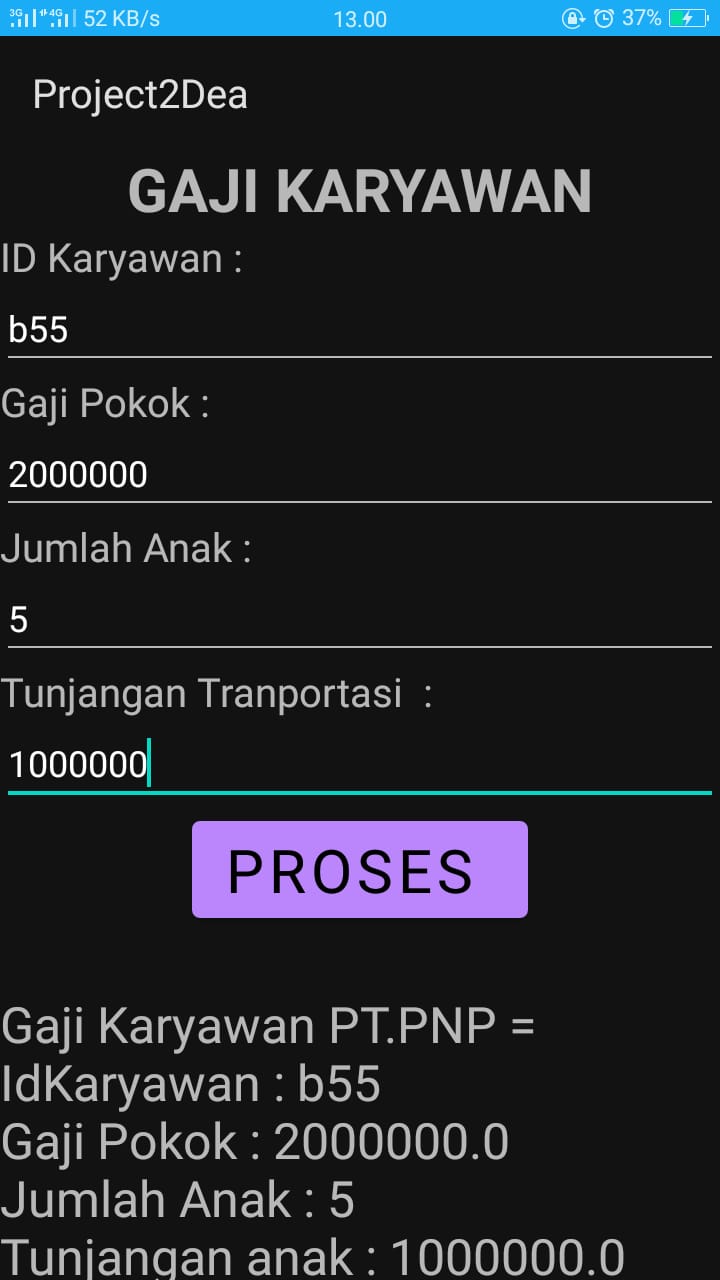 3G 4G 52 KB/s 13.00 37%
Project2Dea
GAJI KARYAWAN
ID Karyawan :
b55
Gaji Pokok :
2000000
Jumlah Anak :
5
Tunjangan Tranportasi  :
1000000
PROSES
Gaji Karyawan PT.PNP =
IdKaryawan : b55
Gaji Pokok : 2000000.0
Jumlah Anak : 5
Tunjangan anak : 1000000.0